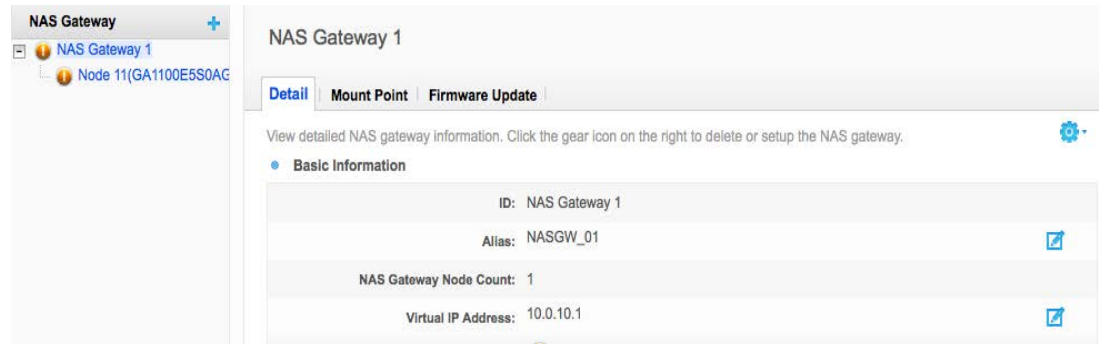 NAS Gateway
NAS Gateway 1
Node 11(GA1100E5S0AG
NAS Gateway 1
Detail Mount Point Firmware Update
View detailed NAS gateway information. Click the gear icon on the right to delete or setup the NAS gateway.
Basic Information
ID: NAS Gateway 1
Alias: NASGW_01
NAS Gateway Node Count: 1
Virtual IP Address: 10.0.10.1